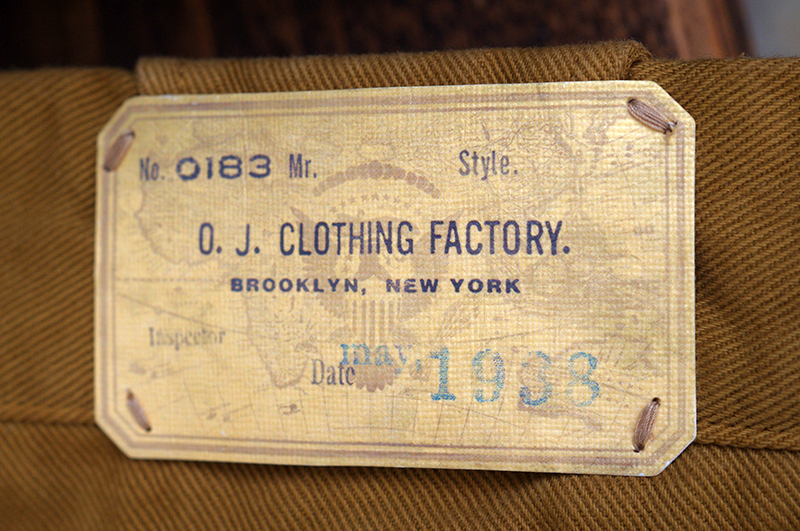 No. 0183 Mr. Style.
O. J. CLOTHING FACTORY.
BROOKLYN, NEW YORK
Inspector
Date may, 1938